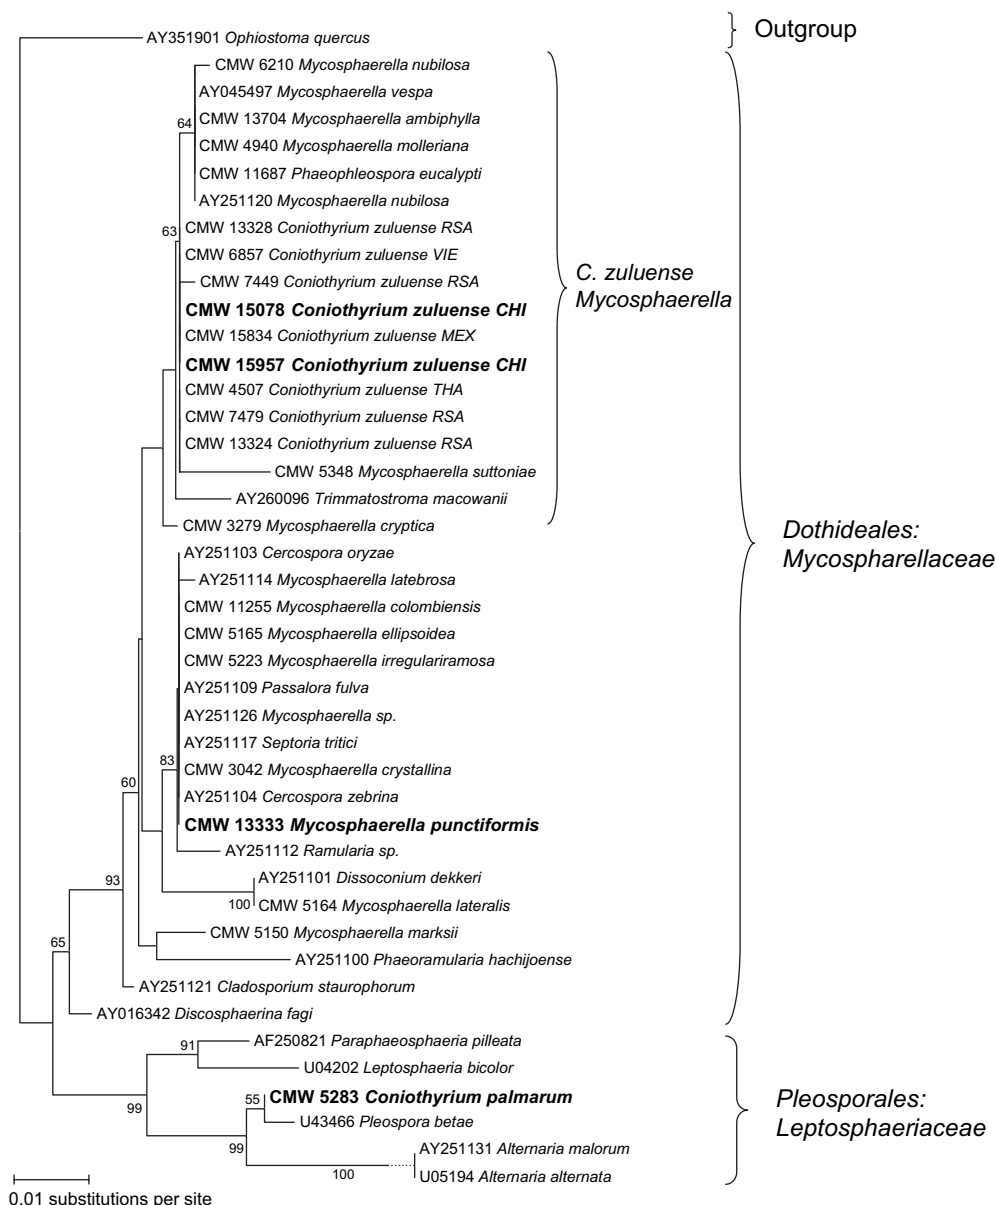 AY351901 Ophiostoma quercus
Outgroup
CMW 6210 Mycosphaerella nubilosa
AY045497 Mycosphaerella vespa
64
CMW 13704 Mycosphaerella ambiphylla
CMW 4940 Mycosphaerella molleriana
CMW 11687 Phaeophleospora eucalypti
AY251120 Mycosphaerella nubilosa
63
CMW 13328 Coniothyrium zuluense RSA
CMW 6857 Coniothyrium zuluense VIE
CMW 7449 Coniothyrium zuluense RSA
C. zuluense
Mycosphaerella
CMW 15078 Coniothyrium zuluense CHI
CMW 15834 Coniothyrium zuluense MEX
CMW 15957 Coniothyrium zuluense CHI
CMW 4507 Coniothyrium zuluense THA
CMW 7479 Coniothyrium zuluense RSA
CMW 13324 Coniothyrium zuluense RSA
CMW 5348 Mycosphaerella suttoniae
AY260096 Trimmatostroma macowanii
CMW 3279 Mycosphaerella cryptica
Dothideales:
Mycospharellaceae
AY251103 Cercospora oryzae
AY251114 Mycosphaerella latebrosa
CMW 11255 Mycosphaerella colombiensis
CMW 5165 Mycosphaerella ellipsoidea
CMW 5223 Mycosphaerella irregulariramosa
AY251109 Passalora fulva
AY251126 Mycosphaerella sp.
AY251117 Septoria tritici
83
CMW 3042 Mycosphaerella crystallina
60
AY251104 Cercospora zebrina
CMW 13333 Mycosphaerella punctiformis
AY251112 Ramularia sp.
93
AY251101 Dissoconium dekkeri
100
CMW 5164 Mycosphaerella lateralis
CMW 5150 Mycosphaerella marksii
65
AY251100 Phaeoramularia hachijoense
AY251121 Cladosporium staurophorum
AY016342 Discosphaerina fagi
AF250821 Paraphaeosphaeria pilleata
91
U04202 Leptosphaeria bicolor
99
55
CMW 5283 Coniothyrium palmarum
Pleosporales:
Leptosphaeriaceae
U43466 Pleospora betae
99
AY251131 Alternaria malorum
100
U05194 Alternaria alternata
0.01 substitutions per site